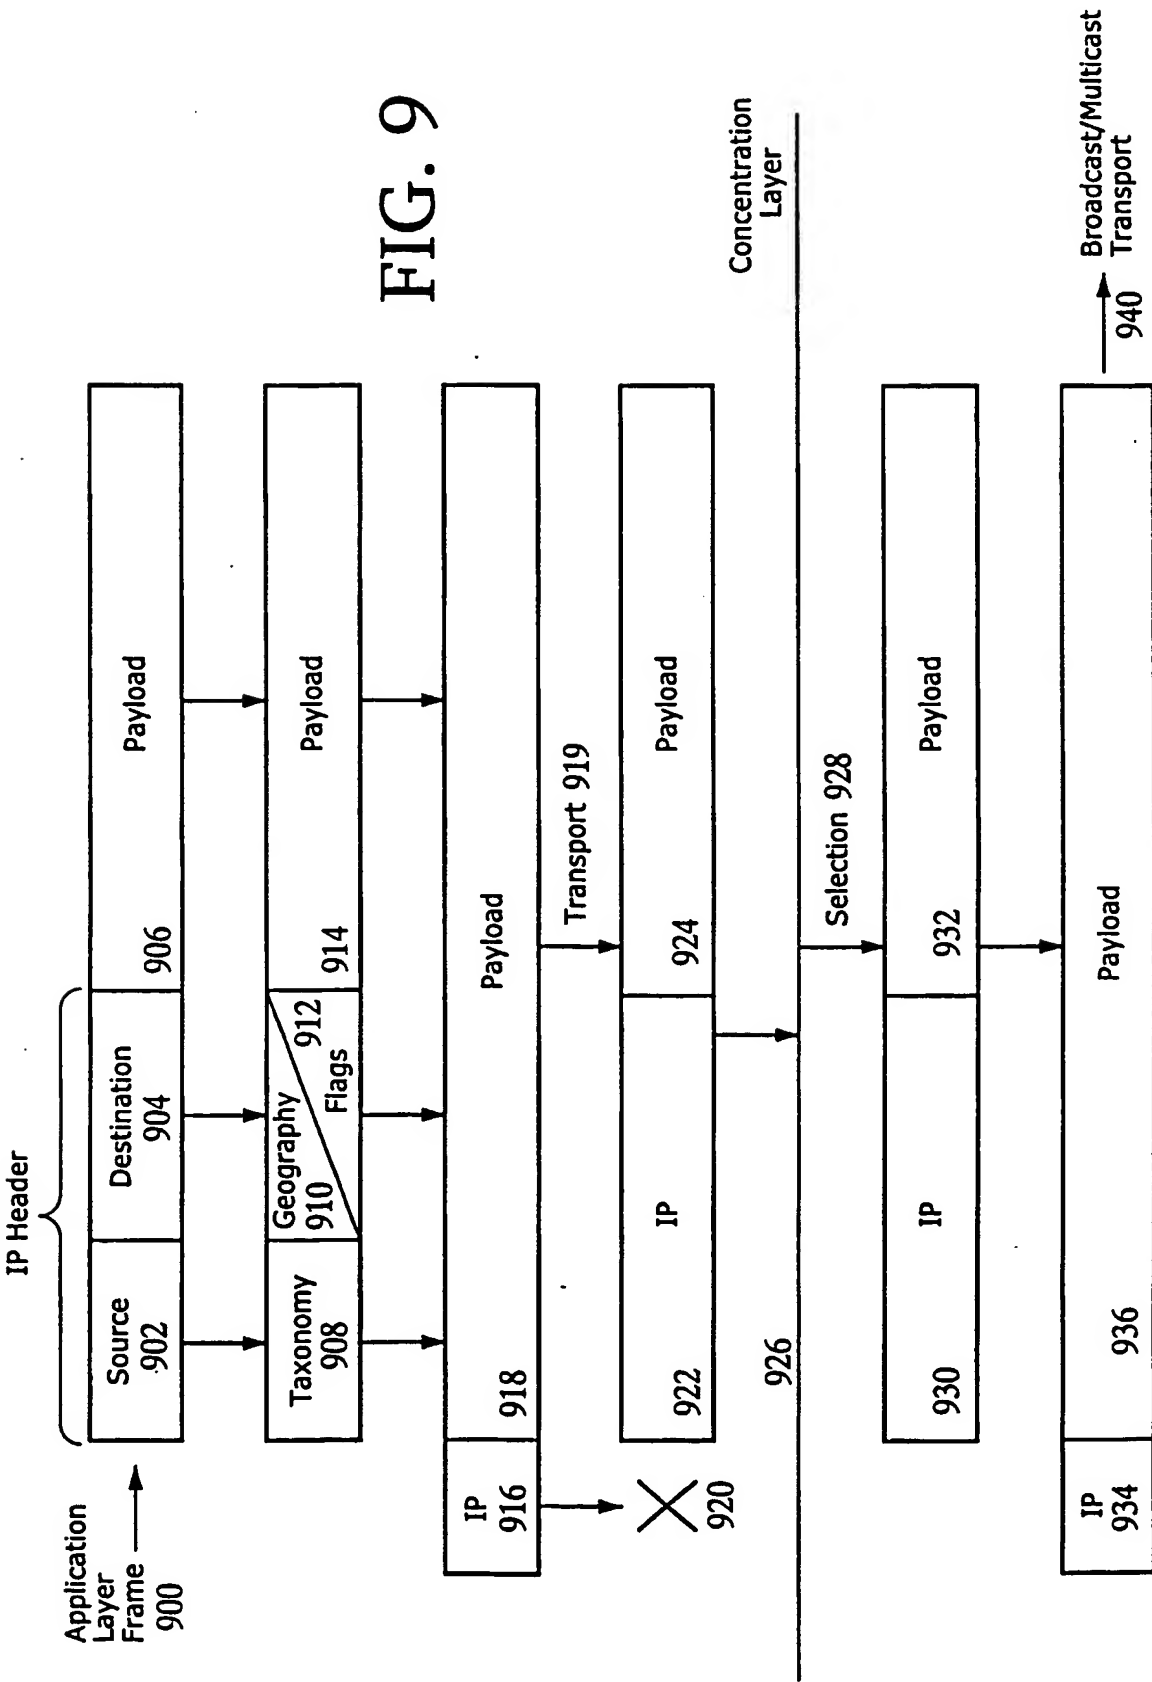 IP Header
Application
Layer
Frame
900
Source
902
Destination
904
906
Payload
Taxonomy
908
Geography
910
912
Flags
914
Payload
FIG. 9
IP
916
918
Payload
920
Transport 919
922
IP
924
Payload
Concentration
Layer
926
Selection 928
930
IP
932
Payload
IP
934
936
Payload
Broadcast/Multicast
Transport
940